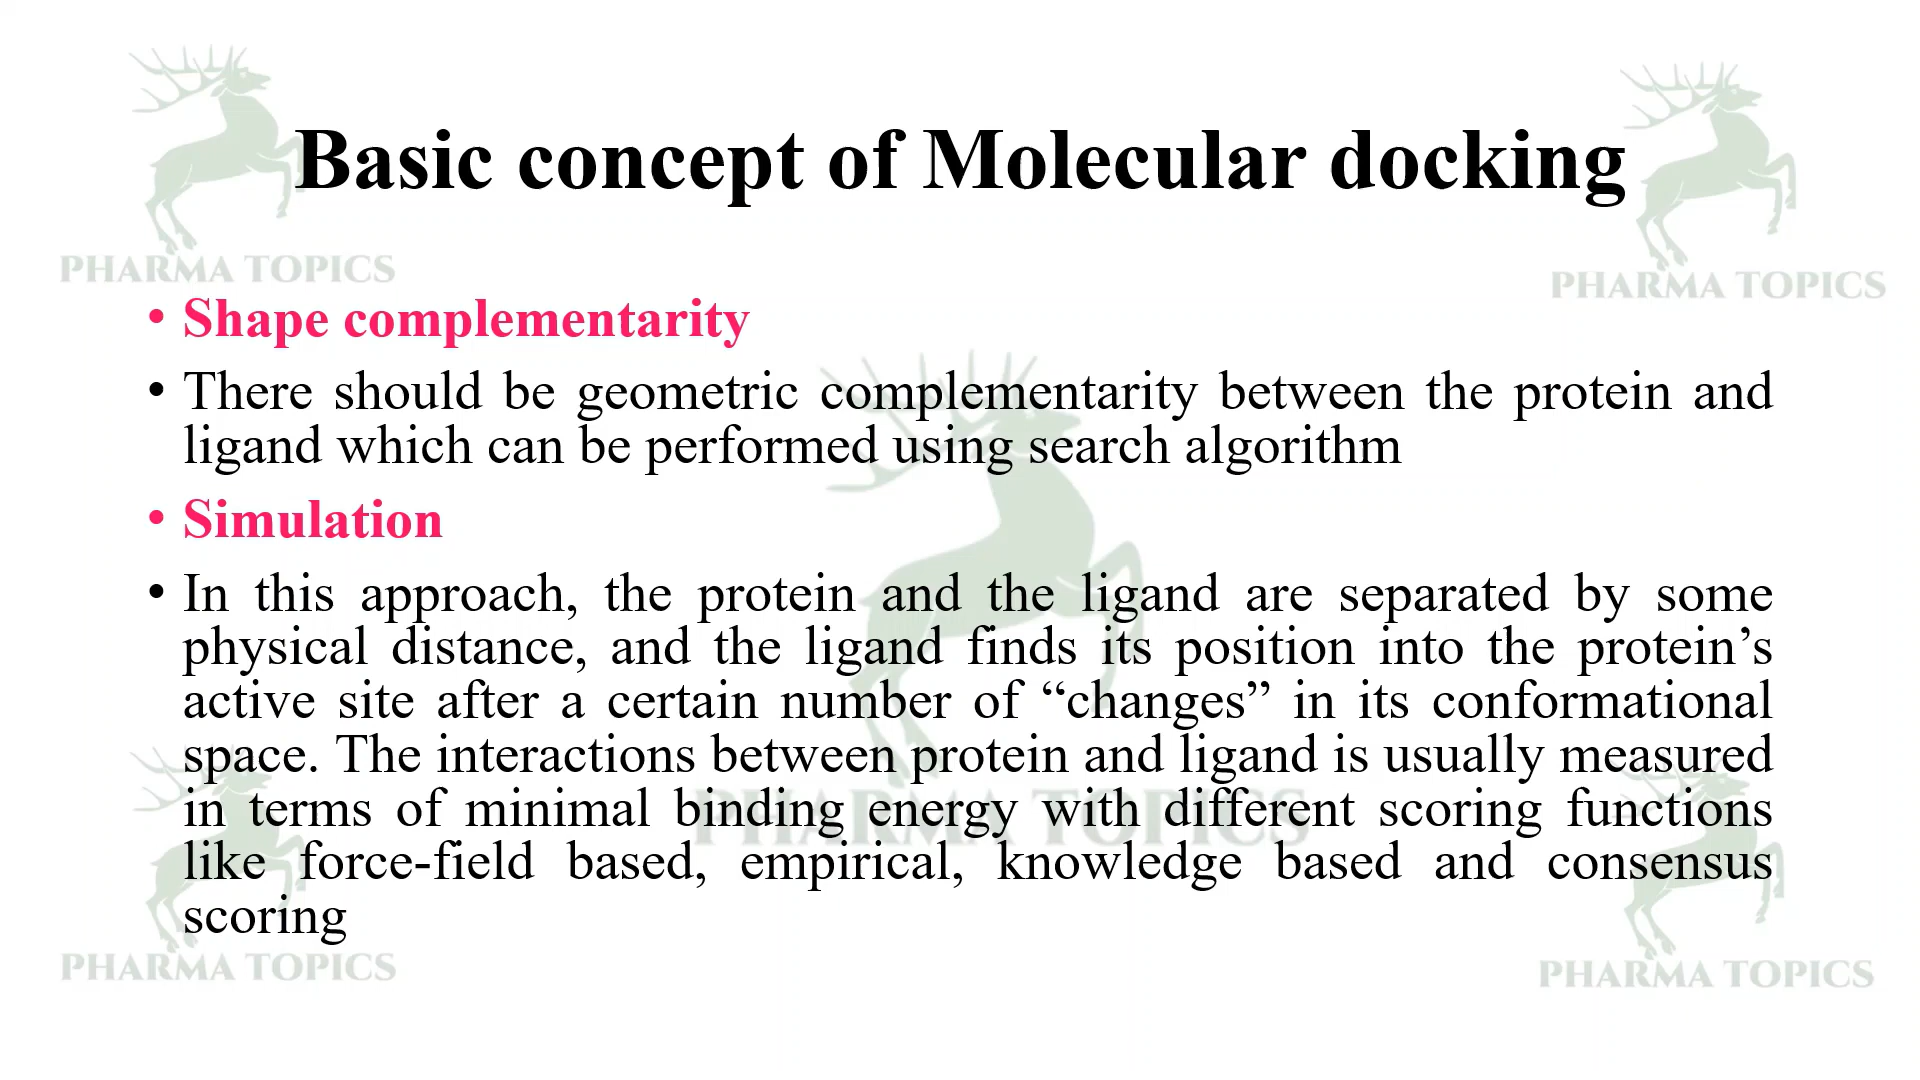 Basic concept of Molecular docking
PHARMA TOPICS
PHARMA TOPICS
• Shape complementarity
• There should be geometric complementarity between the protein and
ligand which can be performed using search algorithm
• Simulation
• In this approach, the protein and the ligand are separated by some
physical distance, and the ligand finds its position into the protein’s
active site after a certain number of “changes” in its conformational
space. The interactions between protein and ligand is usually measured
in terms of minimal binding energy with different scoring functions
like force-field based, empirical, knowledge based and consensus
scoring
PHARMA TOPICS
PHARMA TOPICS
PHARMA TOPICS